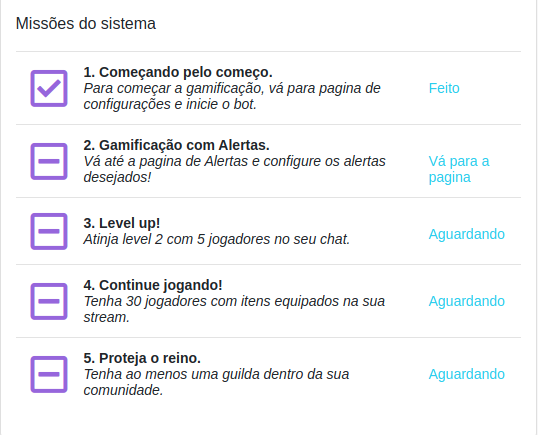 Missões do sistema
1. Começando pelo começo.
Para começar a gamificação, vá para pagina de
configurações e inicie o bot.
Feito
2. Gamificação com Alertas.
Vá até a pagina de Alertas e configure os alertas
desejados!
Vá para a
pagina
3. Level up!
Atinja level 2 com 5 jogadores no seu chat.
Aguardando
4. Continue jogando!
Tenha 30 jogadores com itens equipados na sua
stream.
Aguardando
5. Proteja o reino.
Tenha ao menos uma guilda dentro da sua
comunidade.
Aguardando